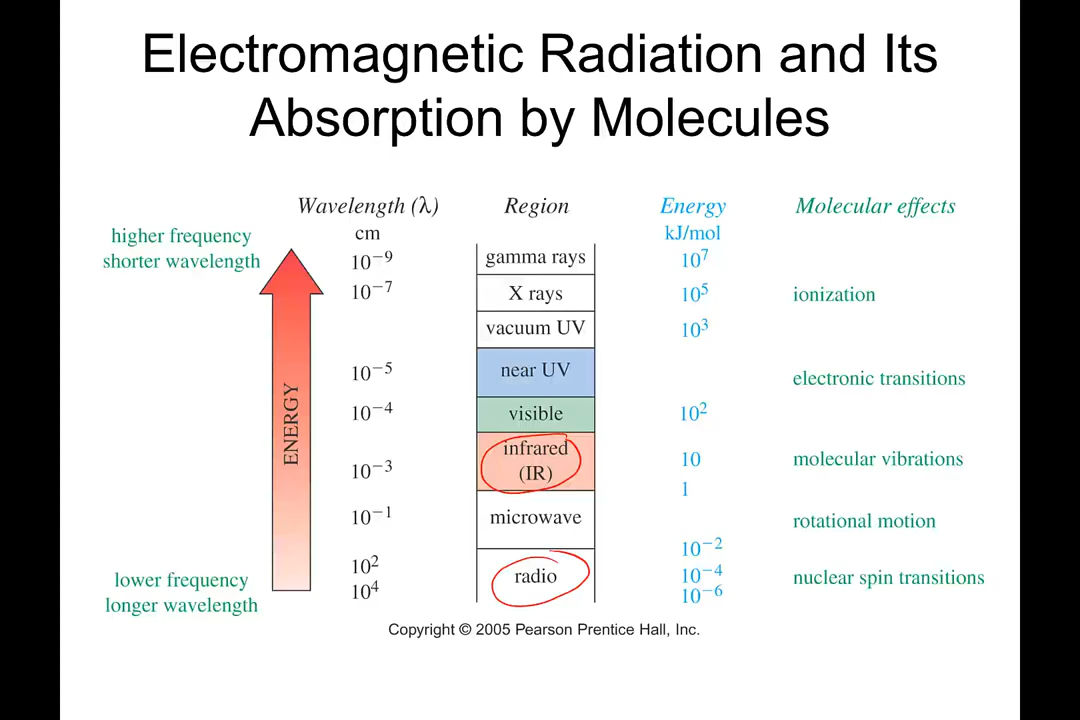 Electromagnetic Radiation and Its
Absorption by Molecules
Wavelength (λ) Region Energy Molecular effects
cm kJ/mol
higher frequency
shorter wavelength
10⁻⁹ gamma rays 10⁷
10⁻⁷ X rays 10⁵ ionization
vacuum UV 10³
10⁻⁵ near UV electronic transitions
10⁻⁴ visible 10²
ENERGY
infrared
(IR)
10⁻³ 10 molecular vibrations
1
10⁻¹ microwave rotational motion
10⁻²
10² radio 10⁻⁴ nuclear spin transitions
10⁴ 10⁻⁶
lower frequency
longer wavelength
Copyright © 2005 Pearson Prentice Hall, Inc.